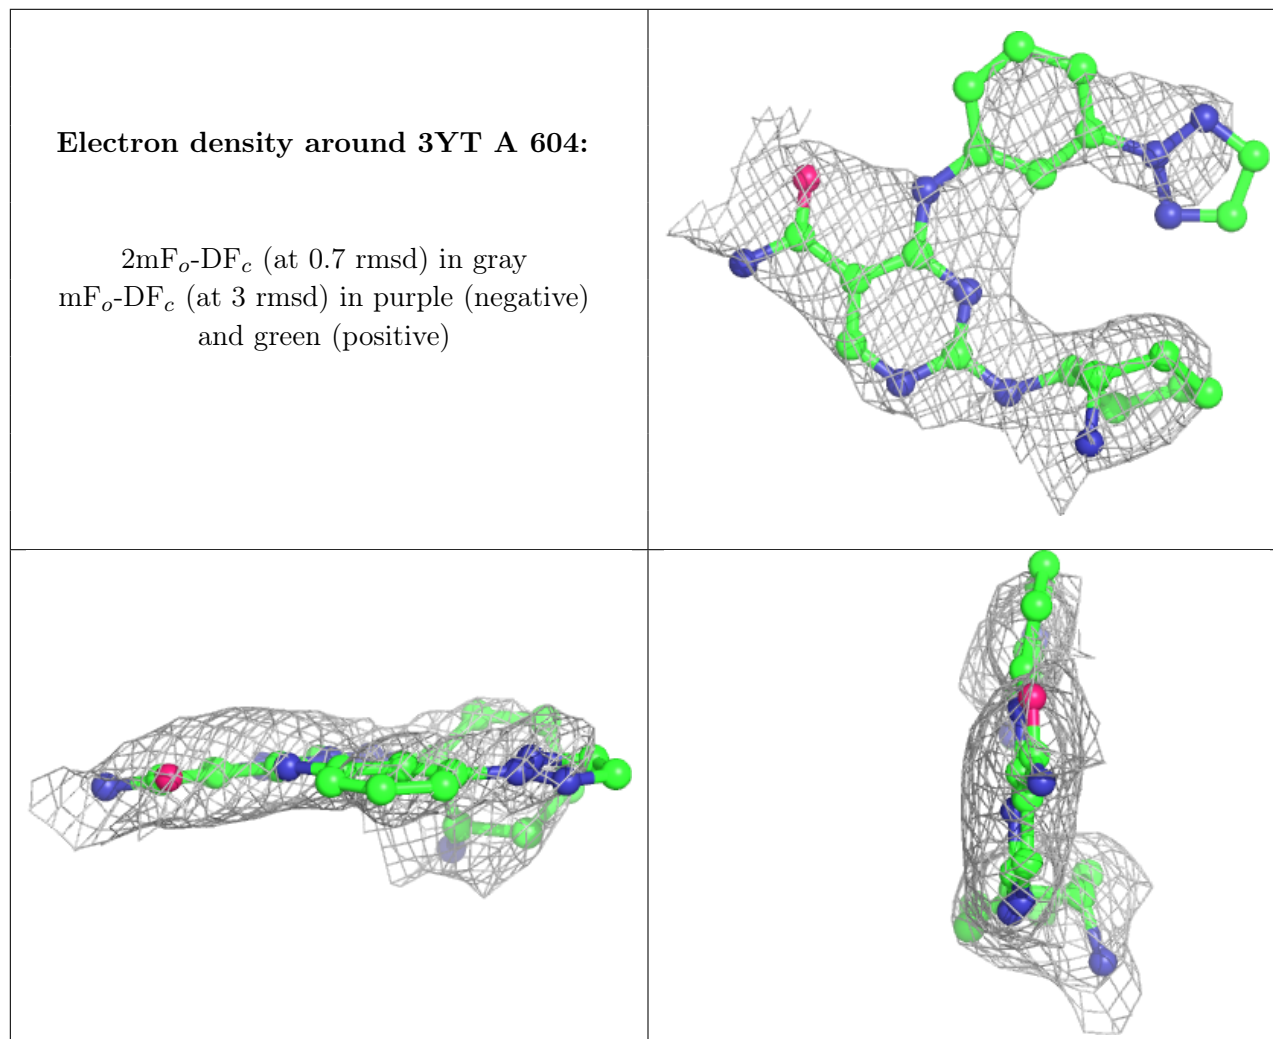 Electron density around 3YT A 604:
2mFo-DFc (at 0.7 rmsd) in gray
mFo-DFc (at 3 rmsd) in purple (negative)
and green (positive)